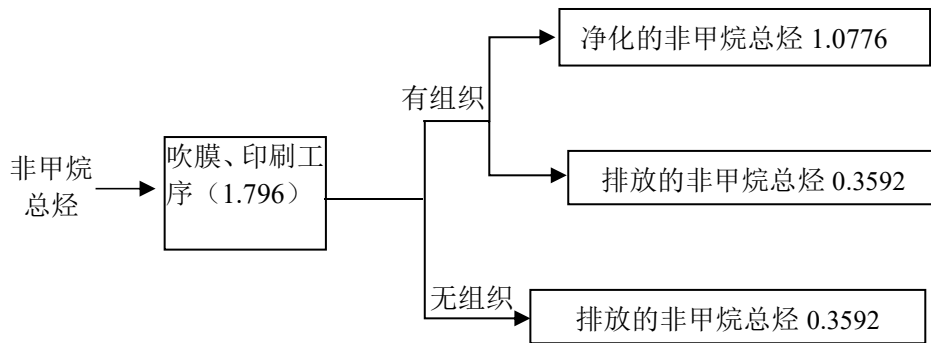 净化的非甲烷总烃 1.0776
有组织
吹膜、印刷工
序（1.796）
非甲烷
总烃
排放的非甲烷总烃 0.3592
无组织
排放的非甲烷总烃 0.3592